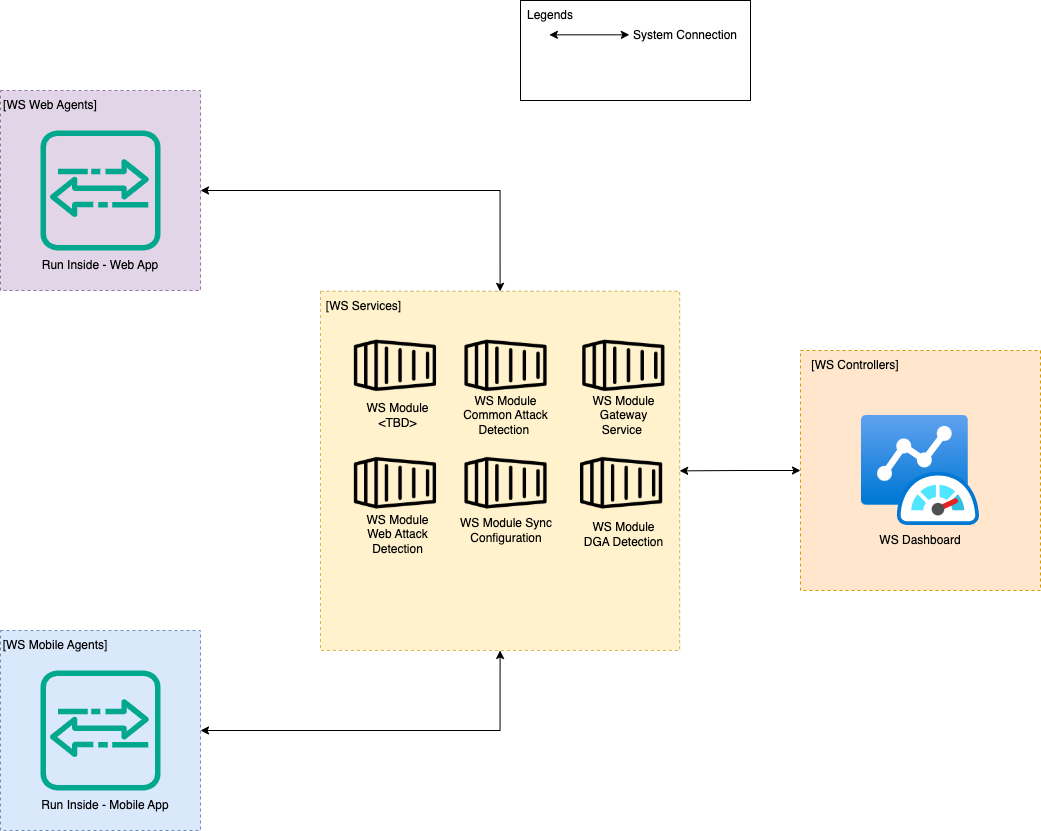 Legends
System Connection
[WS Web Agents]
Run Inside - Web App
[WS Services]
WS Module
<TBD>
WS Module
Common Attack
Detection
WS Module
Gateway
Service
WS Module
Web Attack
Detection
WS Module Sync
Configuration
WS Module
DGA Detection
[WS Controllers]
WS Dashboard
[WS Mobile Agents]
Run Inside - Mobile App